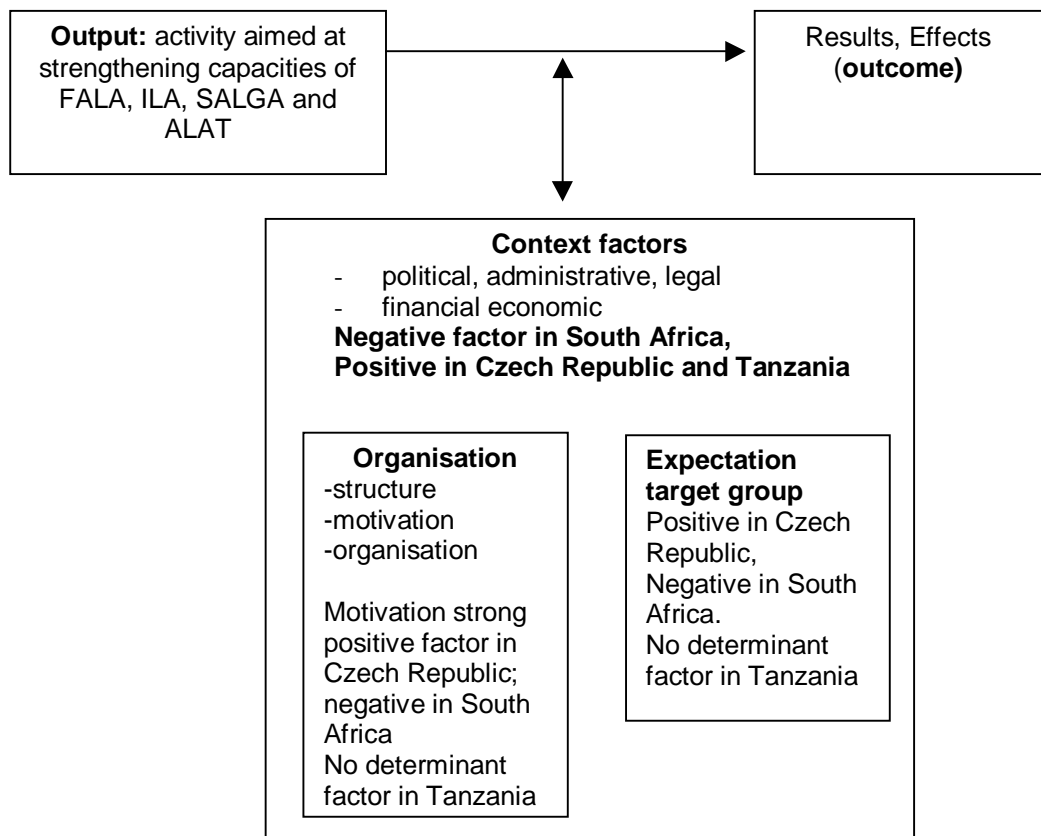 Output: activity aimed at
strengthening capacities of
FALA, ILA, SALGA and
ALAT
Results, Effects
(outcome)
Context factors
- political, administrative, legal
- financial economic
Negative factor in South Africa,
Positive in Czech Republic and Tanzania
Organisation
-structure
-motivation
-organisation
Motivation strong
positive factor in
Czech Republic;
negative in South
Africa
No determinant
factor in Tanzania
Expectation
target group
Positive in Czech
Republic,
Negative in South
Africa.
No determinant
factor in Tanzania